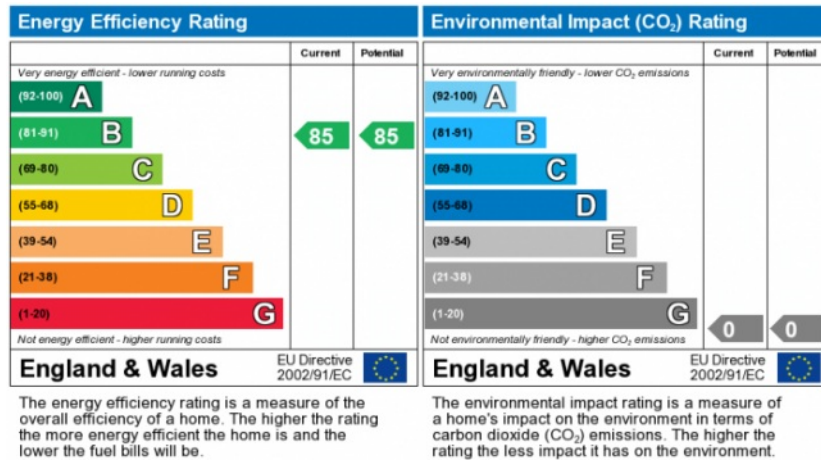 Energy Efficiency Rating
Current Potential
Very energy efficient - lower running costs
(92-100) A
(81-91) B 85 85
(69-80) C
(55-68) D
(39-54) E
(21-38) F
(1-20) G
Not energy efficient - higher running costs
England & Wales
EU Directive
2002/91/EC
The energy efficiency rating is a measure of the
overall efficiency of a home. The higher the rating
the more energy efficient the home is and the
lower the fuel bills will be.
Environmental Impact (CO₂) Rating
Current Potential
Very environmentally friendly - lower CO₂ emissions
(92-100) A
(81-91) B
(69-80) C
(55-68) D
(39-54) E
(21-38) F
(1-20) G
0 0
Not environmentally friendly - higher CO₂ emissions
England & Wales
EU Directive
2002/91/EC
The environmental impact rating is a measure of
a home's impact on the environment in terms of
carbon dioxide (CO₂) emissions. The higher the
rating the less impact it has on the environment.